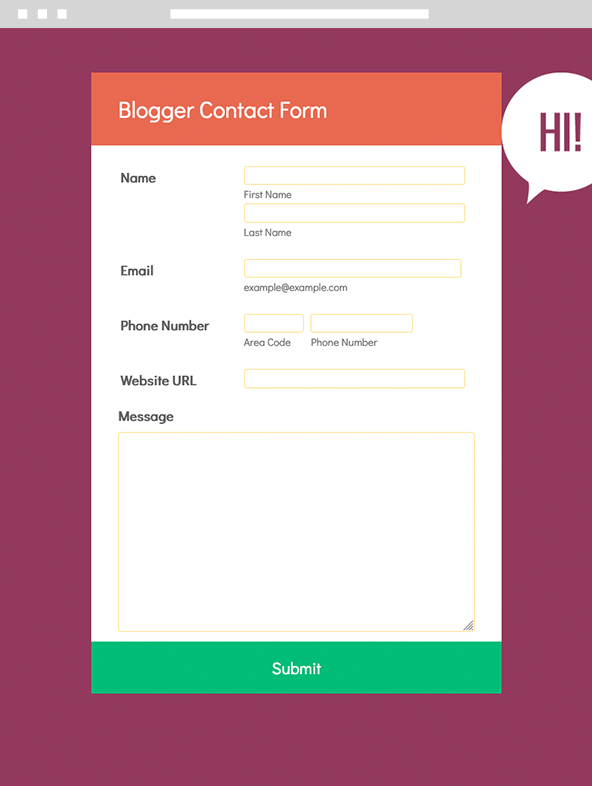 Blogger Contact Form
HI!
Name
First Name
Last Name
Email
example@example.com
Phone Number
Area Code Phone Number
Website URL
Message
Submit